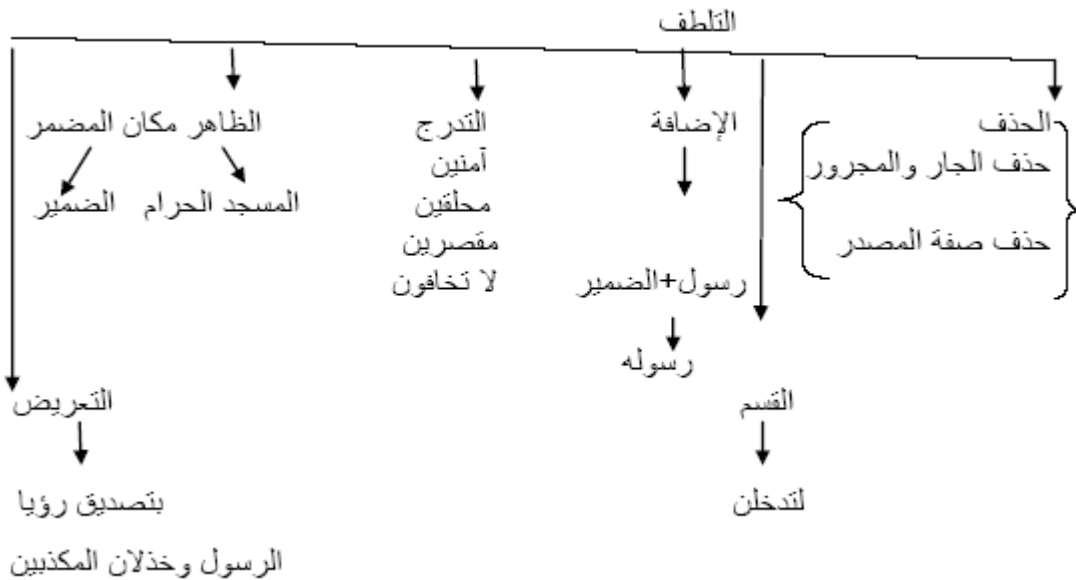 التلطف
الحذف
حذف الجار والمجرور
حذف صفة المصدر
القسم
لتدخلن
الإضافة
رسول+الضمير
رسوله
التدرج
آمنين
محلقين
مقصرين
لا تخافون
الظاهر مكان المضمر
المسجد الحرام
الضمير
التعريض
بتصديق رؤيا
الرسول وخذلان المكذبين